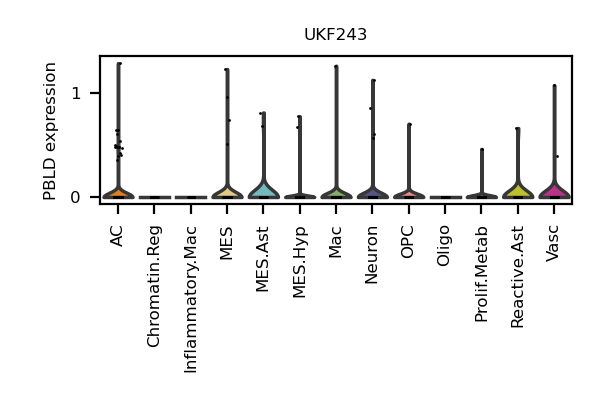 UKF243
PBLD expression
1
0
AC
Chromatin.Reg
Inflammatory.Mac
MES
MES.Ast
MES.Hyp
Mac
Neuron
OPC
Oligo
Prolif.Metab
Reactive.Ast
Vasc